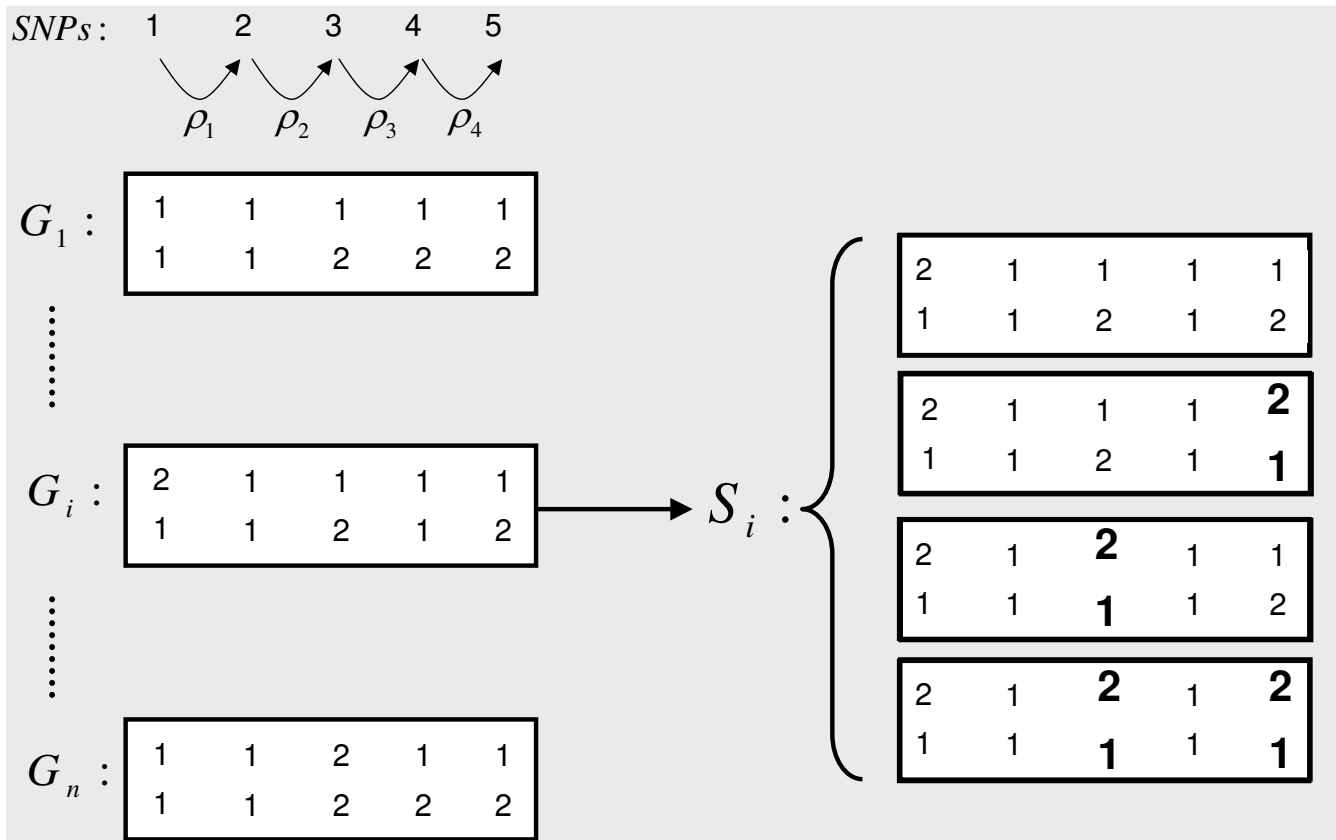 SNPs: 1 2 3 4 5
ρ1 ρ2 ρ3 ρ4
G1 :
1 1 1 1 1
1 1 2 2 2
Gi :
2 1 1 1 1
1 1 2 1 2
Gn :
1 1 2 1 1
1 1 2 2 2
Si :
2 1 1 1 1
1 1 2 1 2
2 1 1 1 2
1 1 2 1 1
2 1 2 1 1
1 1 1 1 2
2 1 2 1 2
1 1 1 1 1